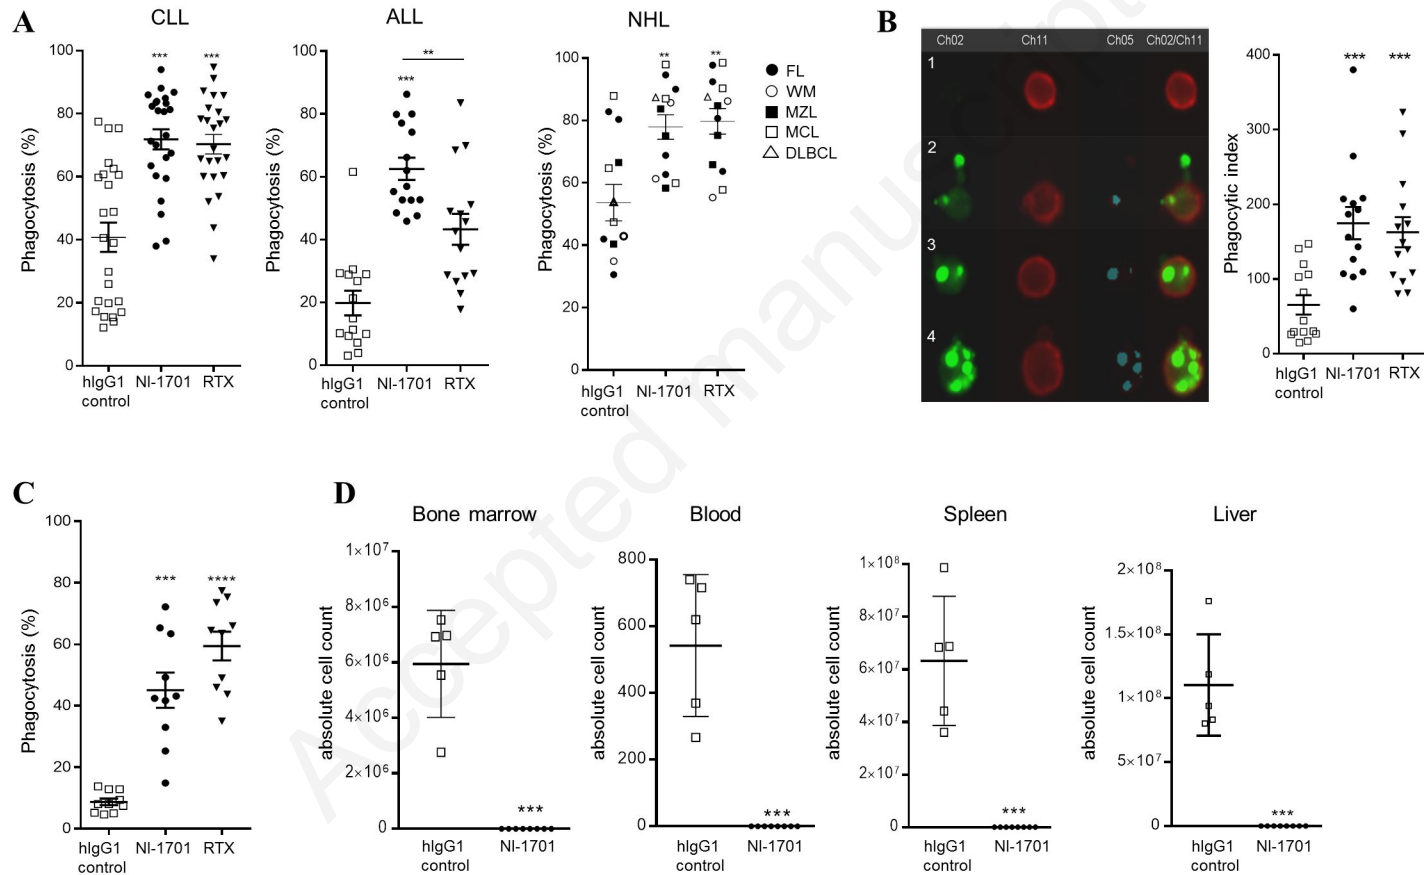 A
CLL
ALL
NHL
Phagocytosis (%)
100
80
60
40
20
0
***
***
hIgG1
control
NI-1701
RTX
Phagocytosis (%)
100
80
60
40
20
0
***
**
hIgG1
control
NI-1701
RTX
Phagocytosis (%)
100
80
60
40
20
0
**
**
hIgG1
control
NI-1701
RTX
FL
WM
MZL
MCL
DLBCL
B
Ch02
Ch11
Ch05
Ch02/Ch11
1
2
3
4
Phagocytic index
400
300
200
100
0
***
***
hIgG1
control
NI-1701
RTX
C
Phagocytosis (%)
100
80
60
40
20
0
***
****
hIgG1
control
NI-1701
RTX
D
Bone marrow
absolute cell count
1×10⁷
8×10⁶
6×10⁶
4×10⁶
2×10⁶
0
***
hIgG1
control
NI-1701
Blood
absolute cell count
800
600
400
200
0
***
hIgG1
control
NI-1701
Spleen
absolute cell count
1×10⁸
8×10⁷
6×10⁷
4×10⁷
2×10⁷
0
***
hIgG1
control
NI-1701
Liver
absolute cell count
2×10⁸
1.5×10⁸
1×10⁸
5×10⁷
0
***
hIgG1
control
NI-1701
Accepted manuscript